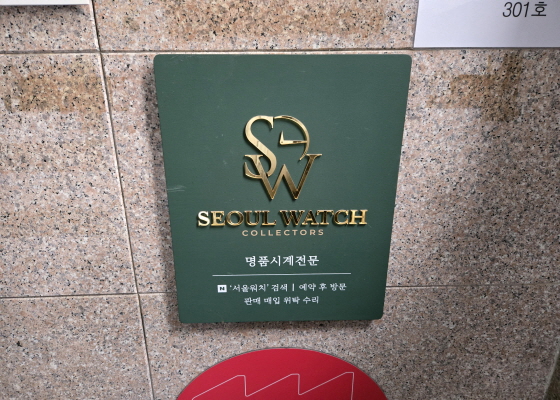 301호
SW
SEOUL WATCH
COLLECTORS
명품시계전문
N '서울워치' 검색 | 예약 후 방문
판매 매입 위탁 수리